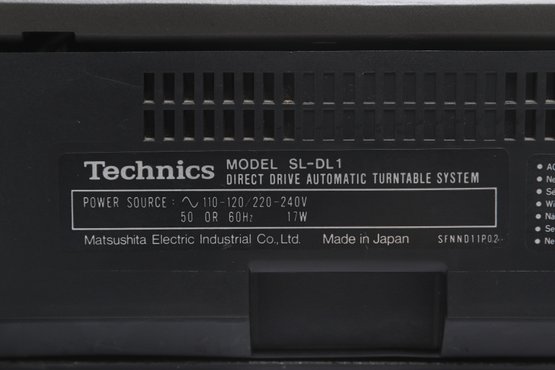 Technics MODEL SL-DL1
DIRECT DRIVE AUTOMATIC TURNTABLE SYSTEM
POWER SOURCE : ∿ 110-120/220-240V
50 OR 60Hz 17W
Matsushita Electric Industrial Co., Ltd. Made in Japan SFNND11P02